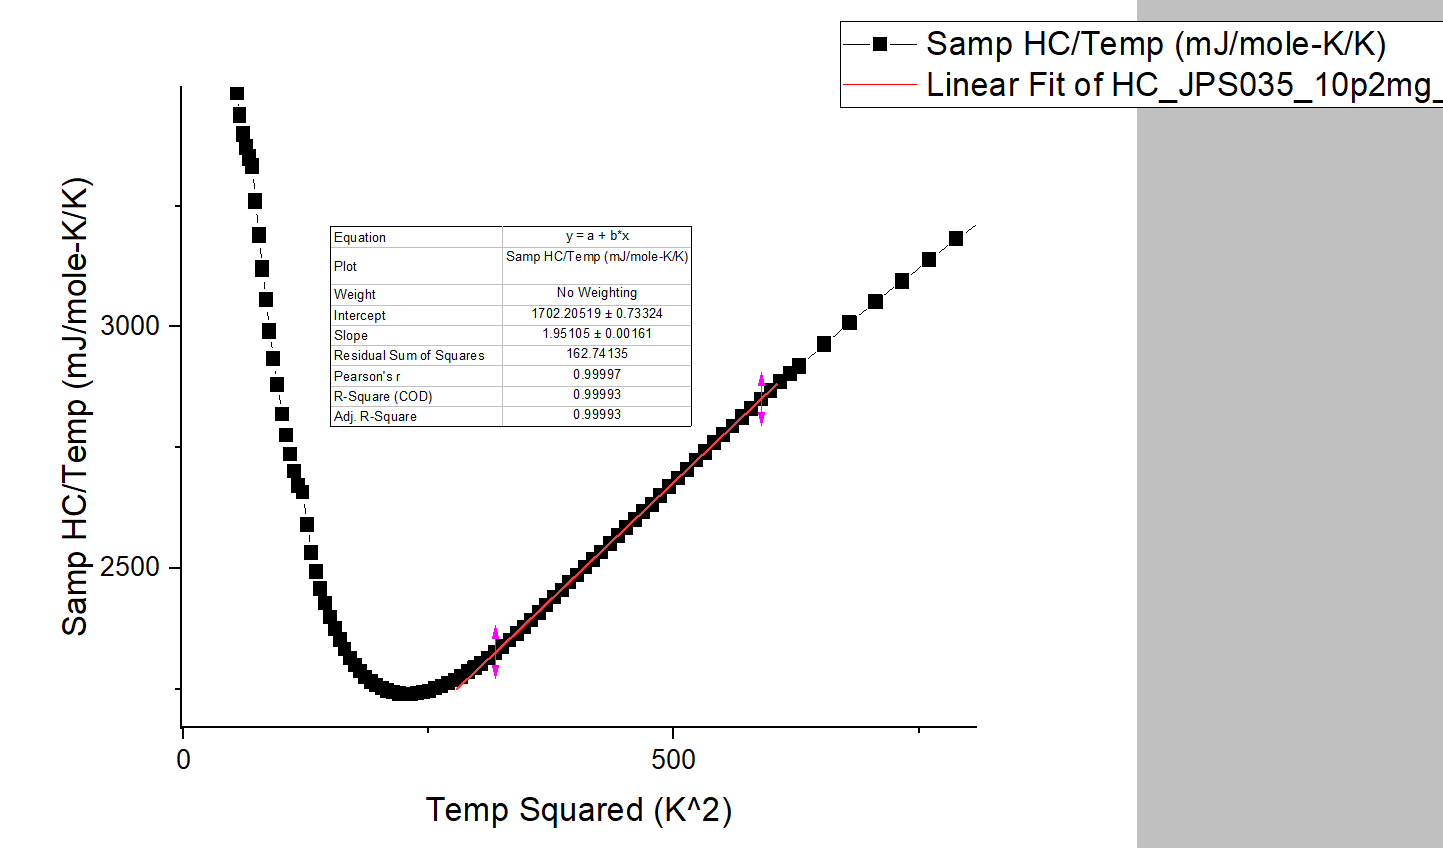 Samp HC/Temp (mJ/mole-K/K)
Linear Fit of HC_JPS035_10p2mg_
Samp HC/Temp (mJ/mole-K/K)
3000
2500
Equation y = a + b*x
Plot Samp HC/Temp (mJ/mole-K/K)
Weight No Weighting
Intercept 1702.20519 ± 0.73324
Slope 1.95105 ± 0.00161
Residual Sum of Squares 162.74135
Pearson's r 0.99997
R-Square (COD) 0.99993
Adj. R-Square 0.99993
0 500
Temp Squared (K^2)